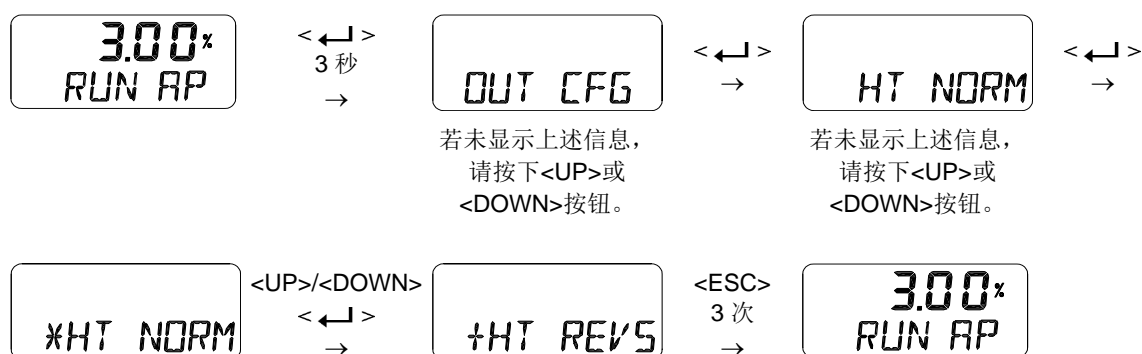 3.00%
RUN AP
<↵>
3 秒
→
OUT CFG
若未显示上述信息，
请按下<UP>或
<DOWN>按钮。
<↵>
→
HT NORM
若未显示上述信息，
请按下<UP>或
<DOWN>按钮。
<↵>
→
*HT NORM
<UP>/<DOWN>
<↵>
→
+HT REVS
<ESC>
3 次
→
3.00%
RUN AP